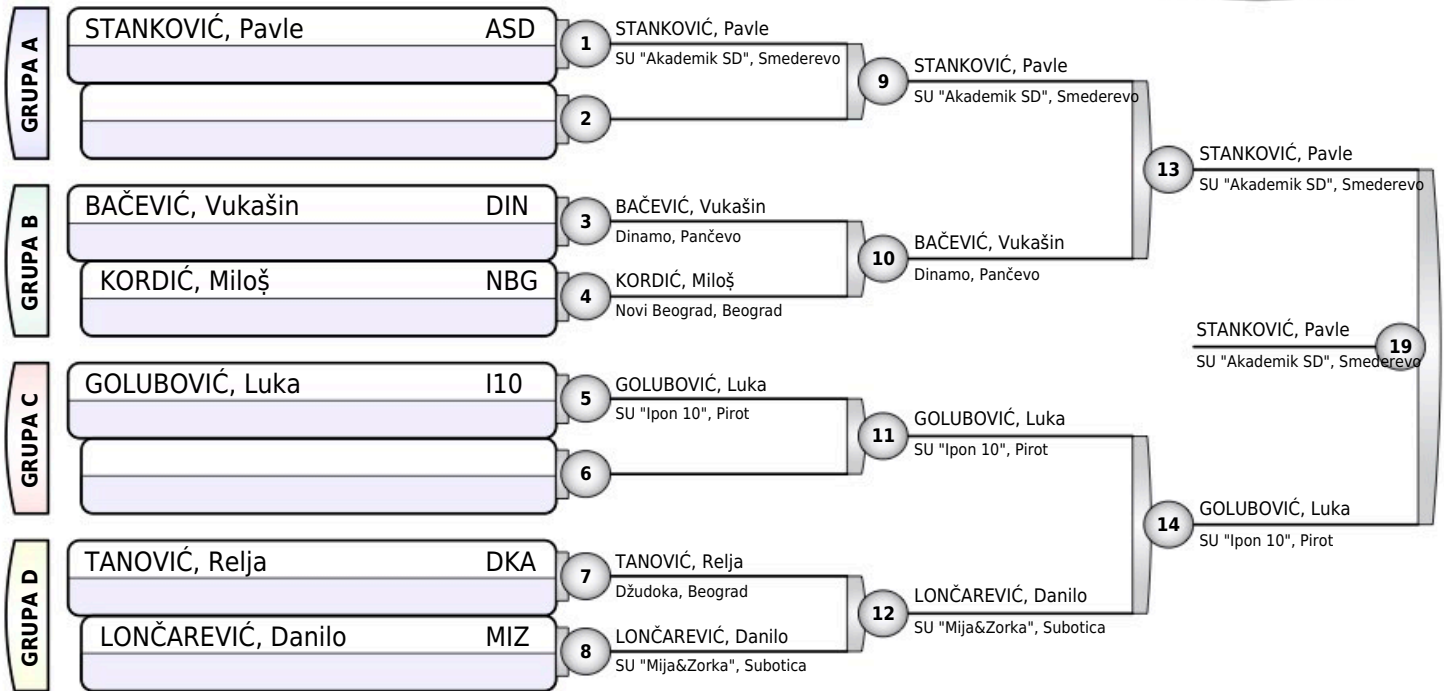 GRUPA A
STANKOVIĆ, Pavle ASD
1
STANKOVIĆ, Pavle
SU "Akademik SD", Smederevo
2
9
STANKOVIĆ, Pavle
SU "Akademik SD", Smederevo
GRUPA B
BAČEVIĆ, Vukašin DIN
KORDIĆ, Miloş NBG
3
BAČEVIĆ, Vukašin
Dinamo, Pančevo
4
KORDIĆ, Miloş
Novi Beograd, Beograd
10
BAČEVIĆ, Vukašin
Dinamo, Pančevo
13
STANKOVIĆ, Pavle
SU "Akademik SD", Smederevo
GRUPA C
GOLUBOVIĆ, Luka I10
5
GOLUBOVIĆ, Luka
SU "Ipon 10", Pirot
6
11
GOLUBOVIĆ, Luka
SU "Ipon 10", Pirot
GRUPA D
TANOVIĆ, Relja DKA
LONČAREVIĆ, Danilo MIZ
7
TANOVIĆ, Relja
Džudoka, Beograd
8
LONČAREVIĆ, Danilo
SU "Mija&Zorka", Subotica
12
LONČAREVIĆ, Danilo
SU "Mija&Zorka", Subotica
14
GOLUBOVIĆ, Luka
SU "Ipon 10", Pirot
STANKOVIĆ, Pavle
SU "Akademik SD", Smederevo
19